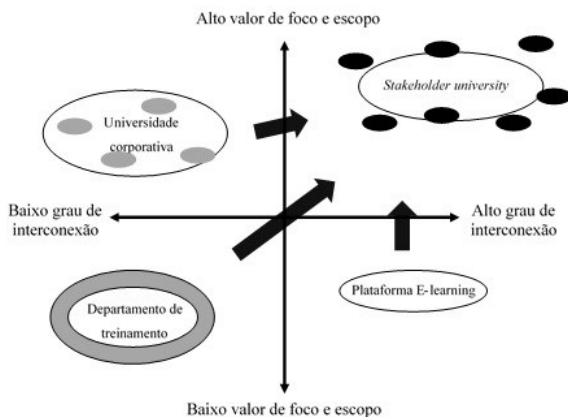 Alto valor de foco e escopo
Stakeholder university
Universidade
corporativa
Baixo grau de
interconexão
Alto grau de
interconexão
Departamento de
treinamento
Plataforma E-learning
Baixo valor de foco e escopo